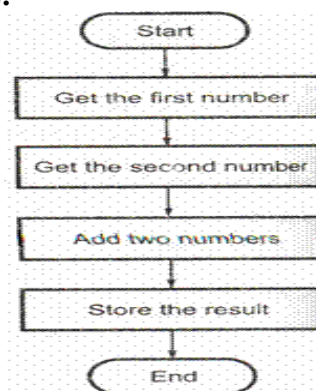 Start
Get the first number
Get the second number
Add two numbers
Store the result
End